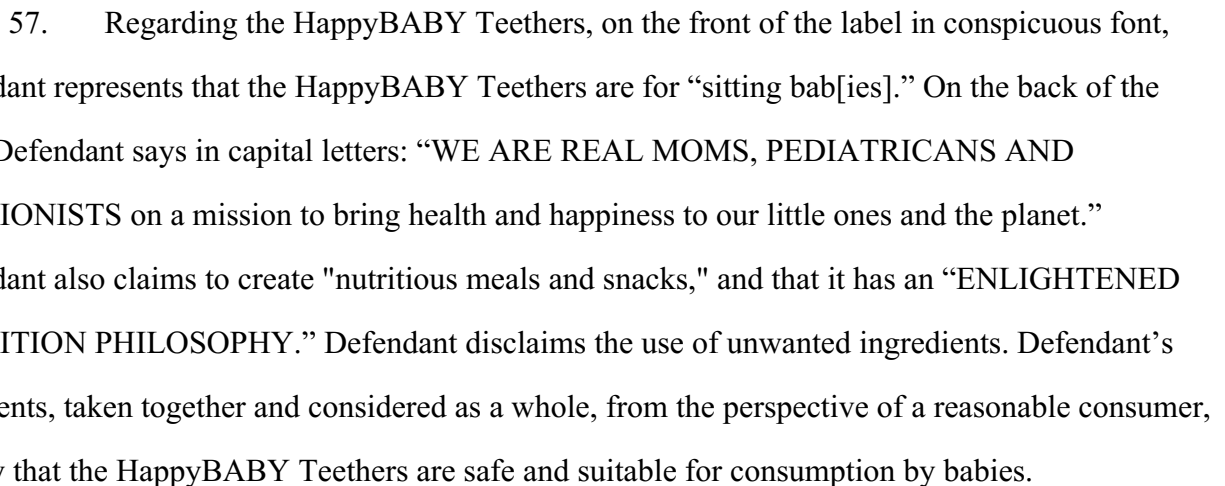 57. Regarding the HappyBABY Teethers, on the front of the label in conspicuous font,
dant represents that the HappyBABY Teethers are for “sitting bab[ies].” On the back of the
Defendant says in capital letters: “WE ARE REAL MOMS, PEDIATRICANS AND
IONISTS on a mission to bring health and happiness to our little ones and the planet.”
dant also claims to create "nutritious meals and snacks," and that it has an “ENLIGHTENED
ITION PHILOSOPHY.” Defendant disclaims the use of unwanted ingredients. Defendant’s
ents, taken together and considered as a whole, from the perspective of a reasonable consumer,
y that the HappyBABY Teethers are safe and suitable for consumption by babies.